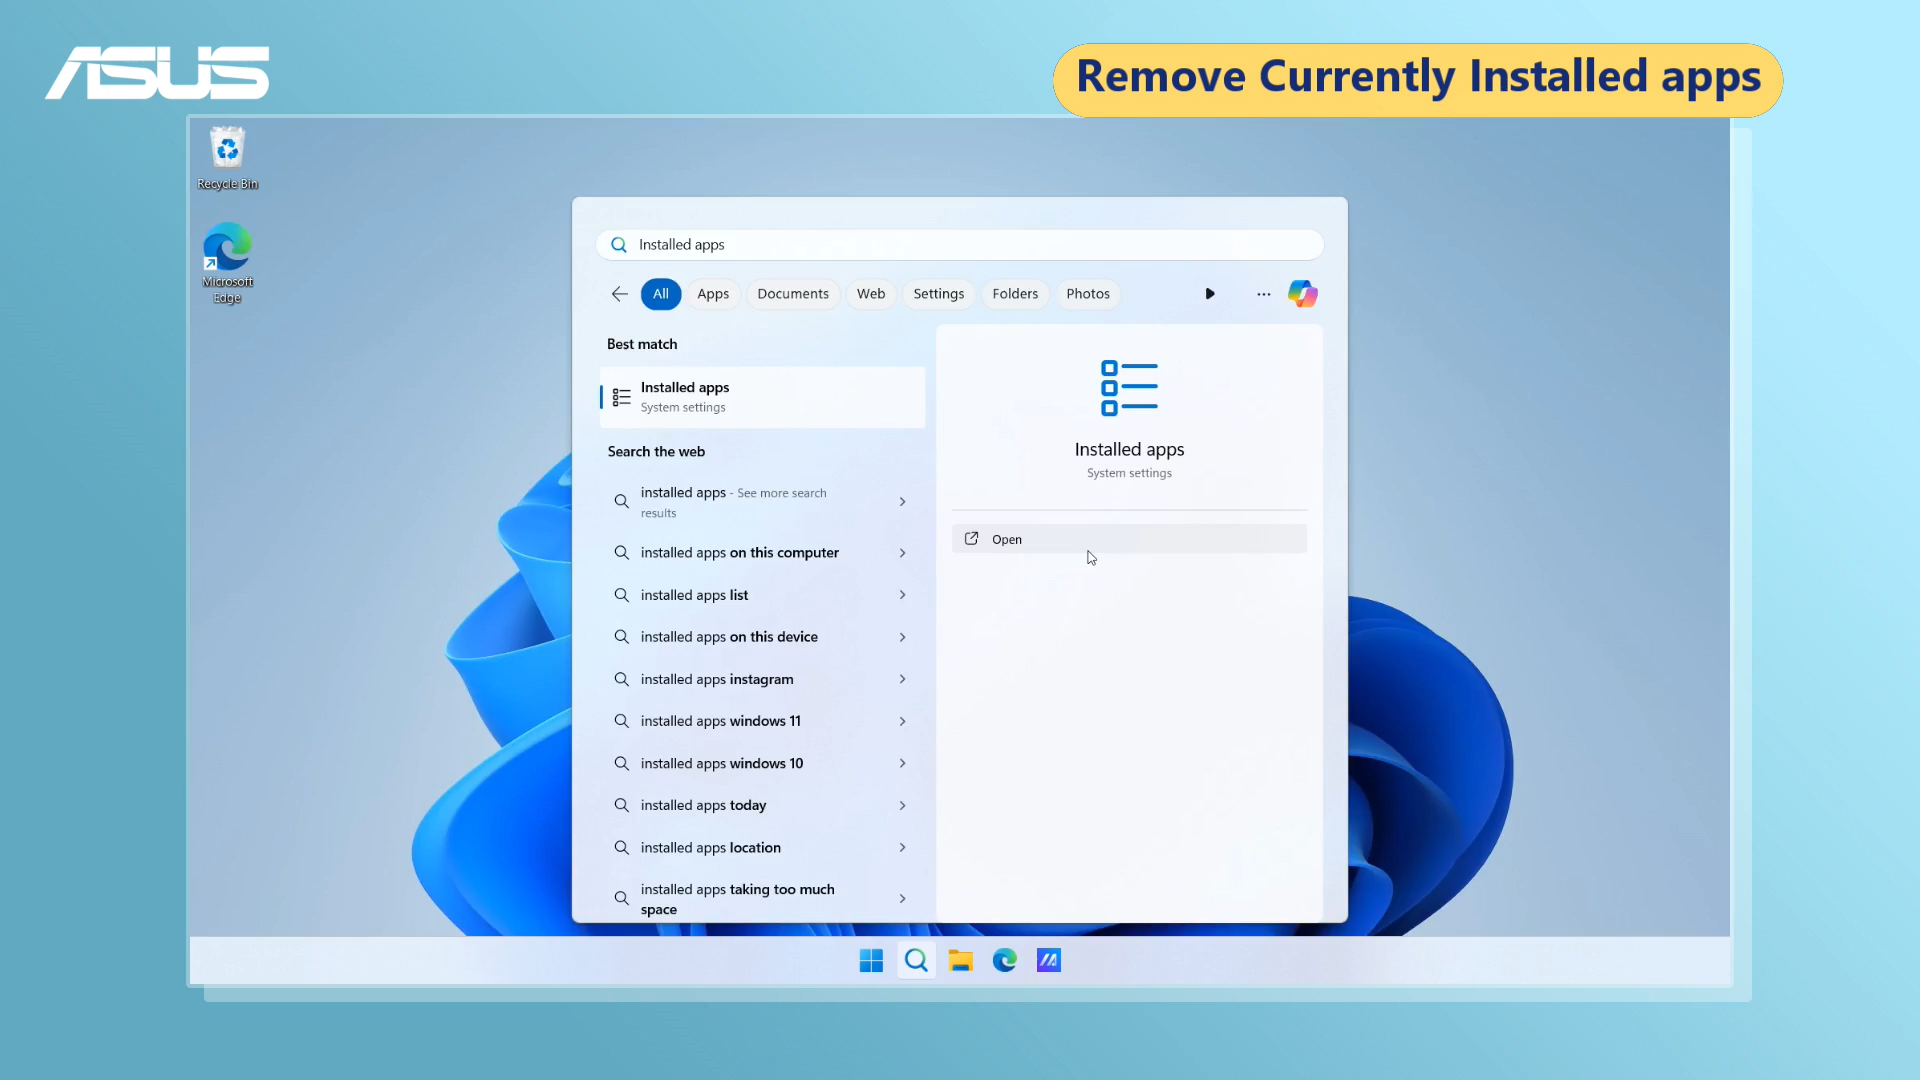 ASUS
Remove Currently Installed apps
Recycle Bin
Microsoft
Edge
Installed apps
All
Apps
Documents
Web
Settings
Folders
Photos
Best match
Installed apps
System settings
Search the web
installed apps - See more search
results
installed apps on this computer
installed apps list
installed apps on this device
installed apps instagram
installed apps windows 11
installed apps windows 10
installed apps today
installed apps location
installed apps taking too much
space
Installed apps
System settings
Open